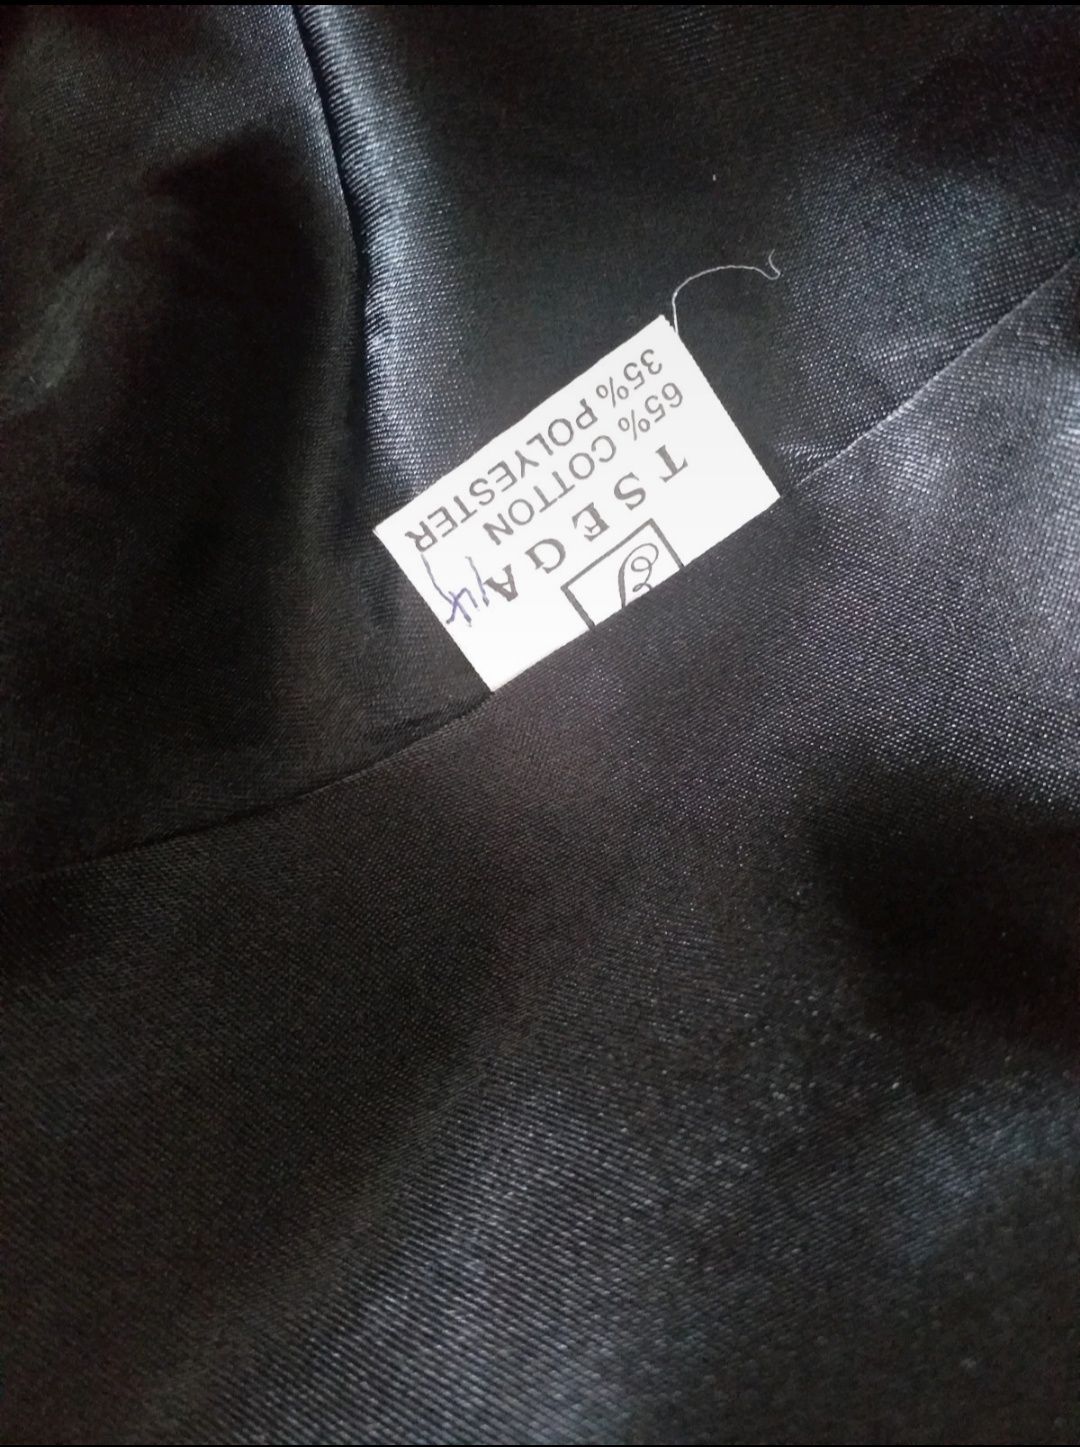 TSEGA
65% COTTON
35% POLYESTER